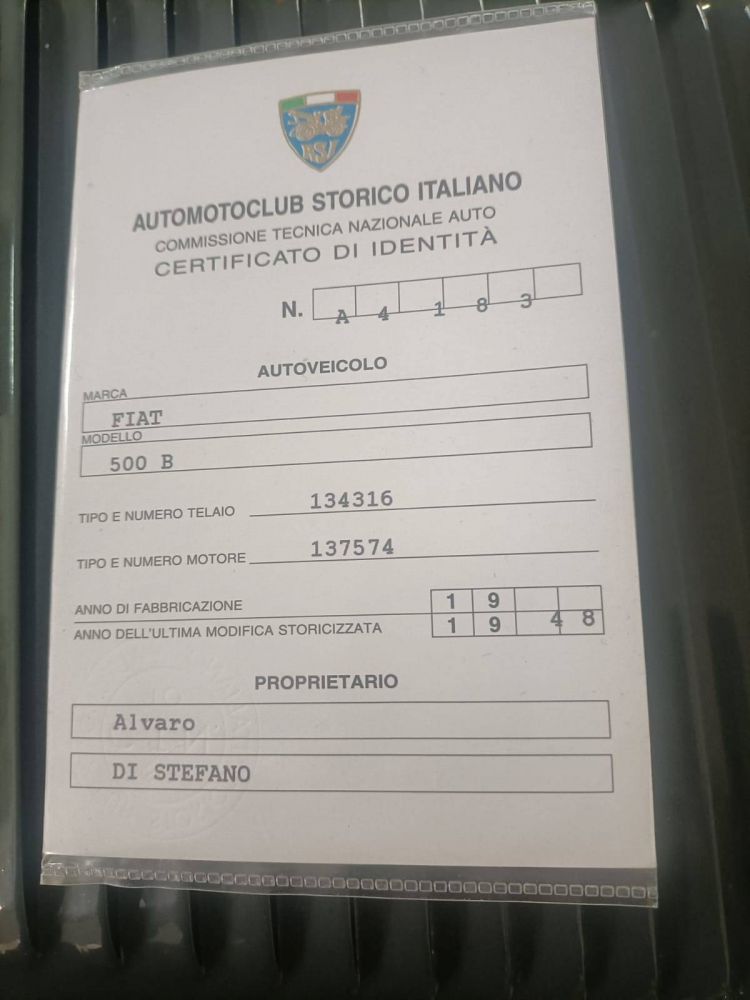 ASI
AUTOMOTOCLUB STORICO ITALIANO
COMMISSIONE TECNICA NAZIONALE AUTO
CERTIFICATO DI IDENTITÀ
N. A 4 1 8 3
AUTOVEICOLO
MARCA
FIAT
MODELLO
500 B
TIPO E NUMERO TELAIO 134316
TIPO E NUMERO MOTORE 137574
ANNO DI FABBRICAZIONE 1 9
ANNO DELL'ULTIMA MODIFICA STORICIZZATA 1 9 4 8
PROPRIETARIO
Alvaro
DI STEFANO